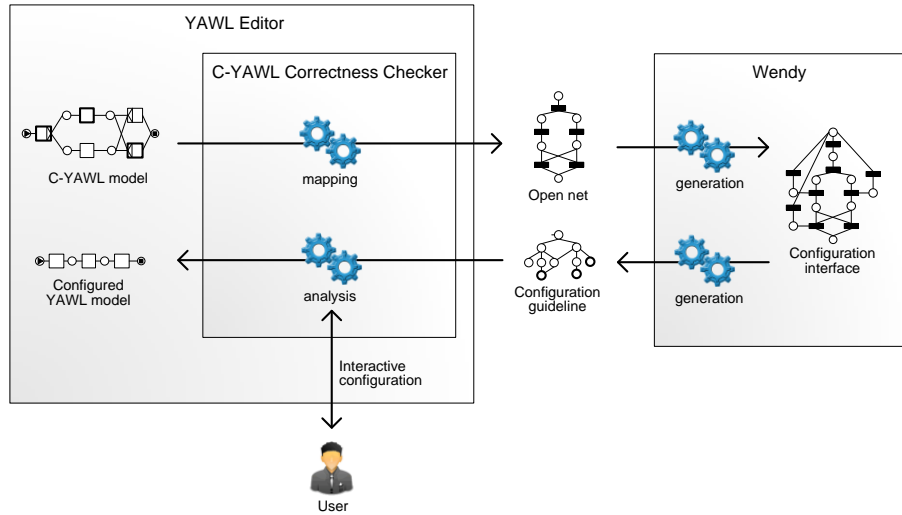 YAWL Editor
C-YAWL Correctness Checker
Wendy
C-YAWL model
mapping
Open net
generation
Configuration
interface
Configured
YAWL model
analysis
Configuration
guideline
generation
Interactive
configuration
User